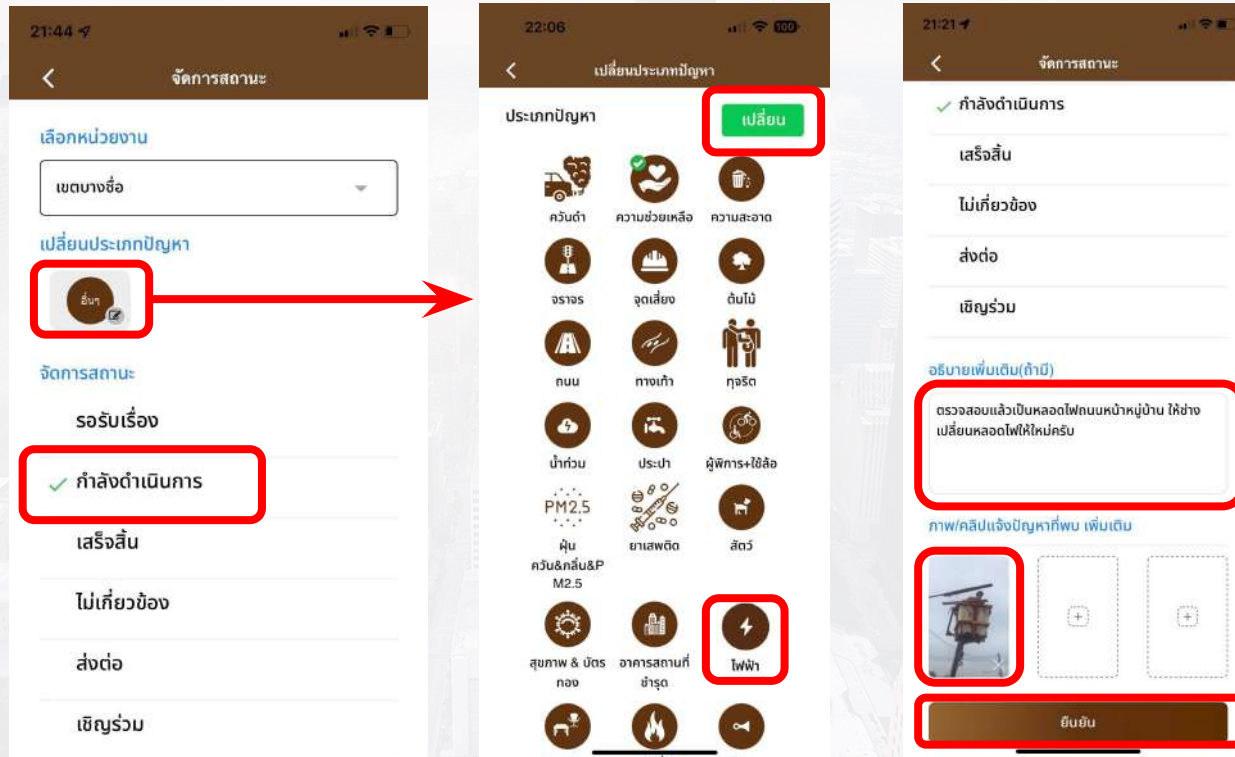 21:44
จัดการสถานะ
เลือกหน่วยงาน
เขตบางซื่อ
เปลี่ยนประเภทปัญหา
อื่นๆ
จัดการสถานะ
รอรับเรื่อง
กำลังดำเนินการ
เสร็จสิ้น
ไม่เกี่ยวข้อง
ส่งต่อ
เชิญร่วม
22:06
100
เปลี่ยนประเภทปัญหา
ประเภทปัญหา
เปลี่ยน
ควันดำ
ความช่วยเหลือ
ความสะอาด
จราจร
จุดเสี่ยง
ต้นไม้
ถนน
ทางเท้า
ทุจริต
น้ำท่วม
ประปา
ผู้พิการ+ใช้ล้อ
PM2.5
ฝุ่น
ควัน&กลิ่น&P
M2.5
ยาเสพติด
สัตว์
สุขภาพ & บัตร
ทอง
อาคารสถานที่
ชำรุด
ไฟฟ้า
21:21
จัดการสถานะ
กำลังดำเนินการ
เสร็จสิ้น
ไม่เกี่ยวข้อง
ส่งต่อ
เชิญร่วม
อธิบายเพิ่มเติม(ถ้ามี)
ตรวจสอบแล้วเป็นหลอดไฟถนนหน้าหมู่บ้าน ให้ช่าง
เปลี่ยนหลอดไฟให้ใหม่ครับ
ภาพ/คลิปแจ้งปัญหาที่พบ เพิ่มเติม
ยืนยัน